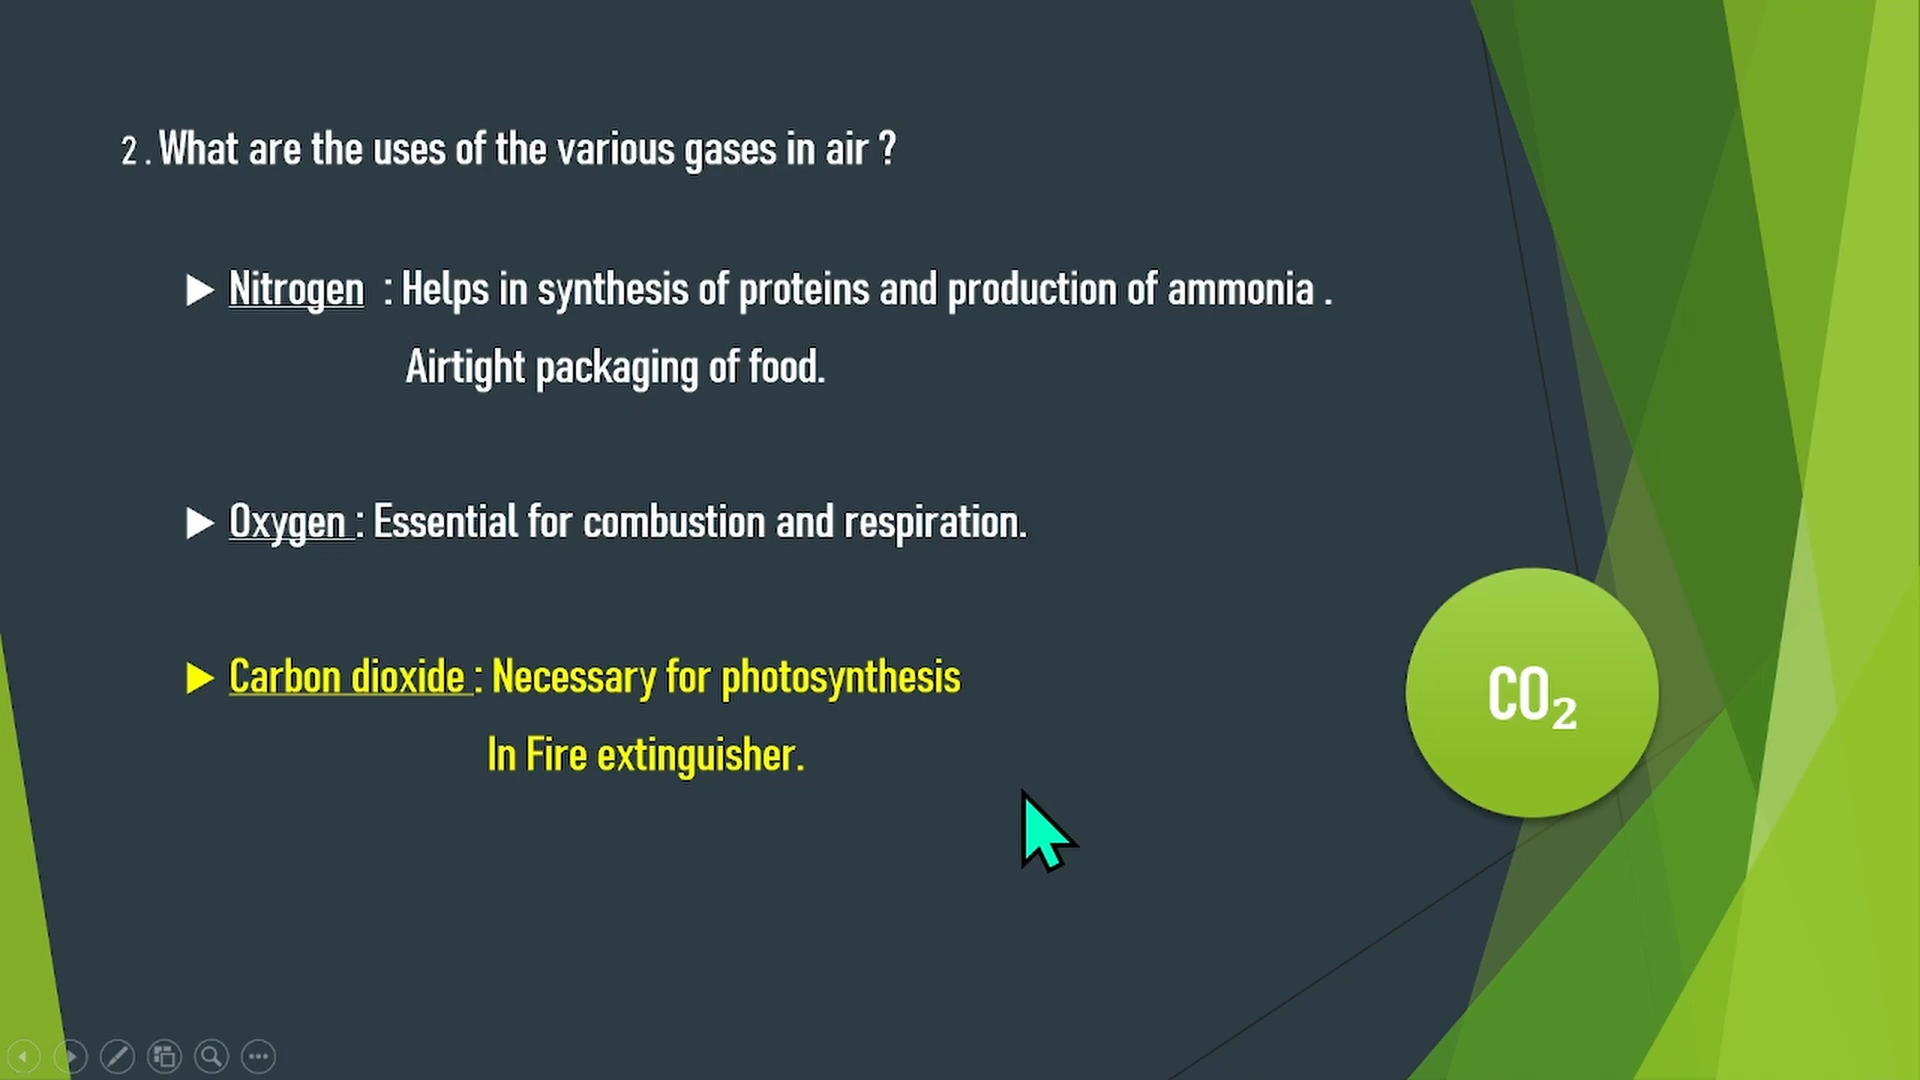 2 . What are the uses of the various gases in air ?
▶ Nitrogen : Helps in synthesis of proteins and production of ammonia .
Airtight packaging of food.
▶ Oxygen : Essential for combustion and respiration.
▶ Carbon dioxide : Necessary for photosynthesis
In Fire extinguisher.
CO₂